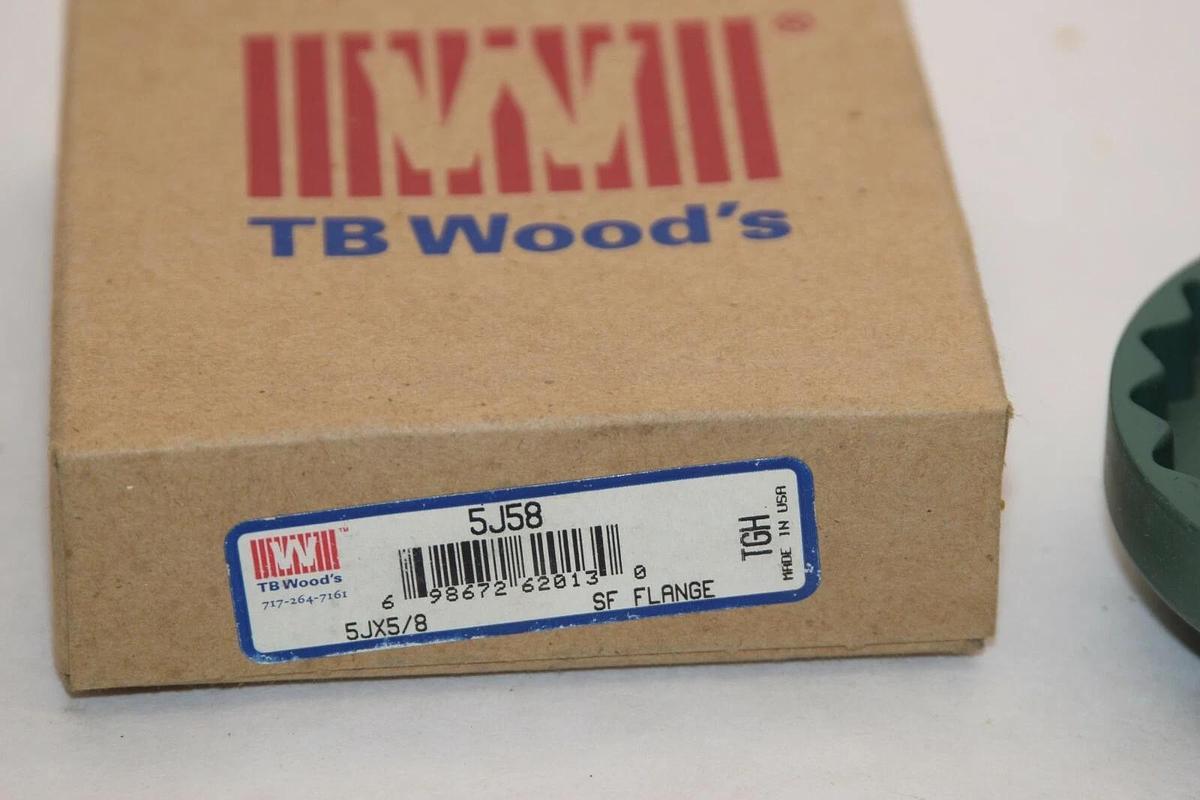 ®
TB Wood's
5J58
TM
TB Wood's
717-264-7161
6 98672 62013 0
5JX5/8
SF FLANGE
TGH
MADE IN USA